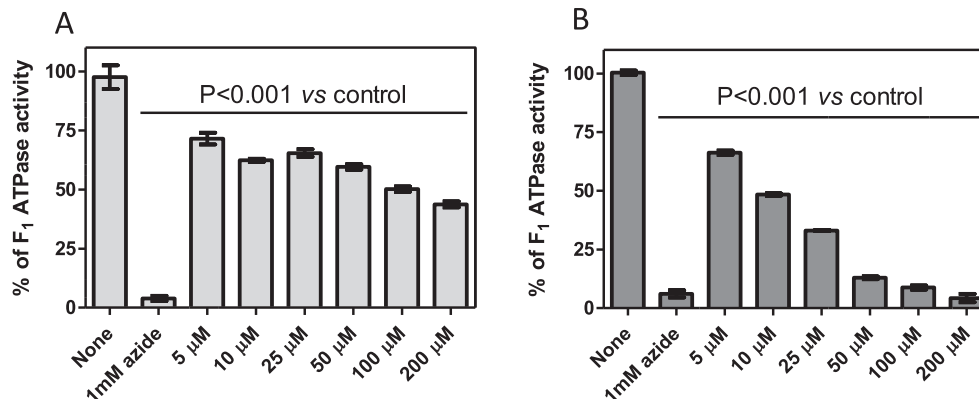 A
% of F1 ATPase activity
100
75
50
25
0
P<0.001 vs control
None
1mM azide
5 μM
10 μM
25 μM
50 μM
100 μM
200 μM
B
% of F1 ATPase activity
100
75
50
25
0
P<0.001 vs control
None
1mM azide
5 μM
10 μM
25 μM
50 μM
100 μM
200 μM